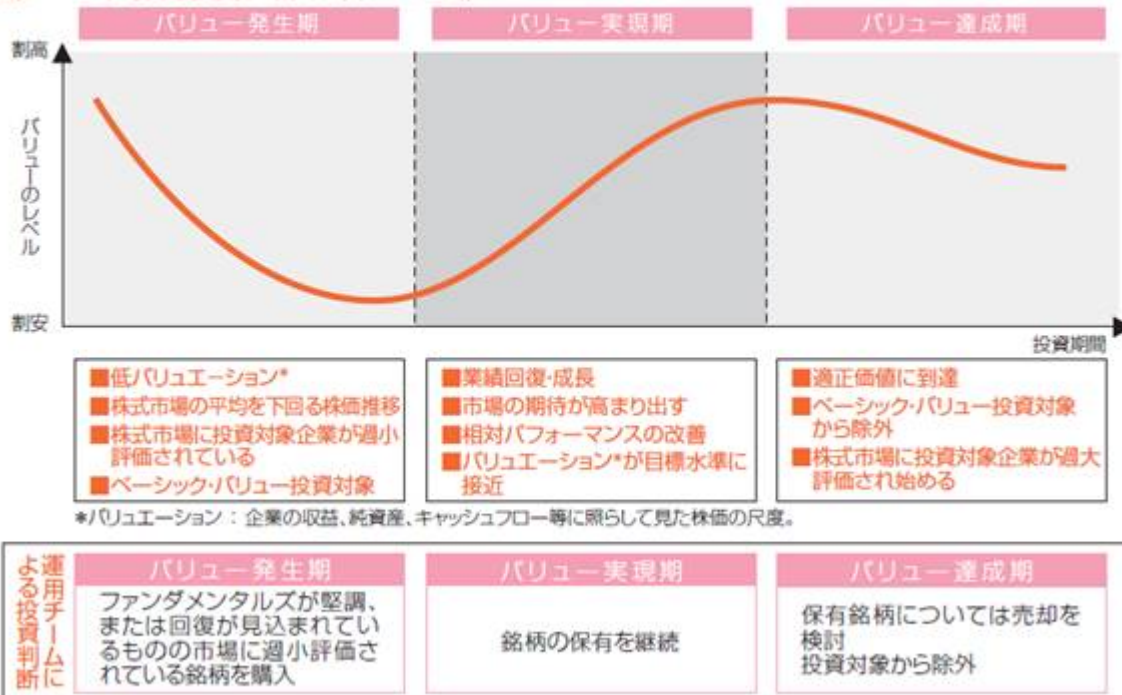 バリュー発生期
バリュー実現期
バリュー達成期
割高
バリューのレベル
割安
投資期間
■低バリュエーション*
■株式市場の平均を下回る株価推移
■株式市場に投資対象企業が過小
評価されている
■ベーシック・バリュー投資対象
■業績回復・成長
■市場の期待が高まり出す
■相対パフォーマンスの改善
■バリュエーション*が目標水準に
接近
■適正価値に到達
■ベーシック・バリュー投資対象
から除外
■株式市場に投資対象企業が過大
評価され始める
*バリュエーション：企業の収益、純資産、キャッシュフロー等に照らして見た株価の尺度。
運用チームに
よる投資判断
バリュー発生期
ファンダメンタルズが堅調、
または回復が見込まれてい
るものの市場に過小評価さ
れている銘柄を購入
バリュー実現期
銘柄の保有を継続
バリュー達成期
保有銘柄については売却を
検討
投資対象から除外